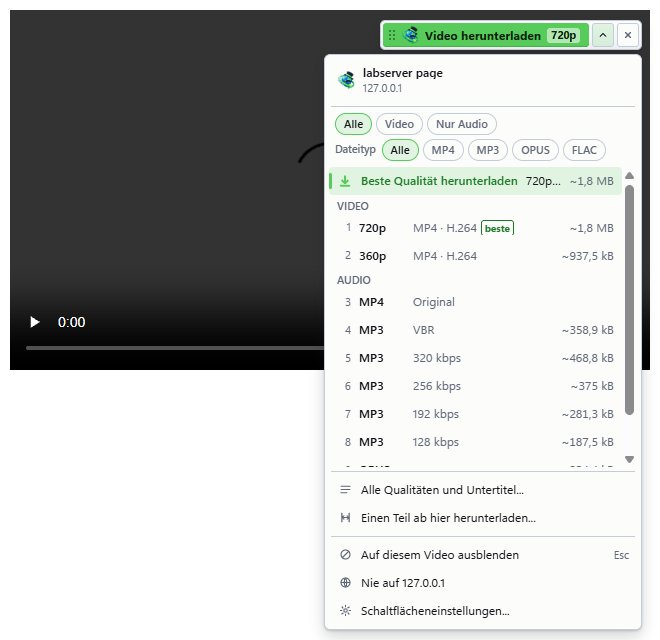 Video herunterladen 720p
labserver page
127.0.0.1
Alle Video Nur Audio
Dateityp Alle MP4 MP3 OPUS FLAC
Beste Qualität herunterladen 720p... ~1,8 MB
VIDEO
1 720p MP4 · H.264 beste ~1,8 MB
2 360p MP4 · H.264 ~937,5 kB
AUDIO
3 MP4 Original
4 MP3 VBR ~358,9 kB
5 MP3 320 kbps ~468,8 kB
6 MP3 256 kbps ~375 kB
7 MP3 192 kbps ~281,3 kB
8 MP3 128 kbps ~187,5 kB
0:00
Alle Qualitäten und Untertitel...
Einen Teil ab hier herunterladen...
Auf diesem Video ausblenden Esc
Nie auf 127.0.0.1
Schaltflächeneinstellungen...